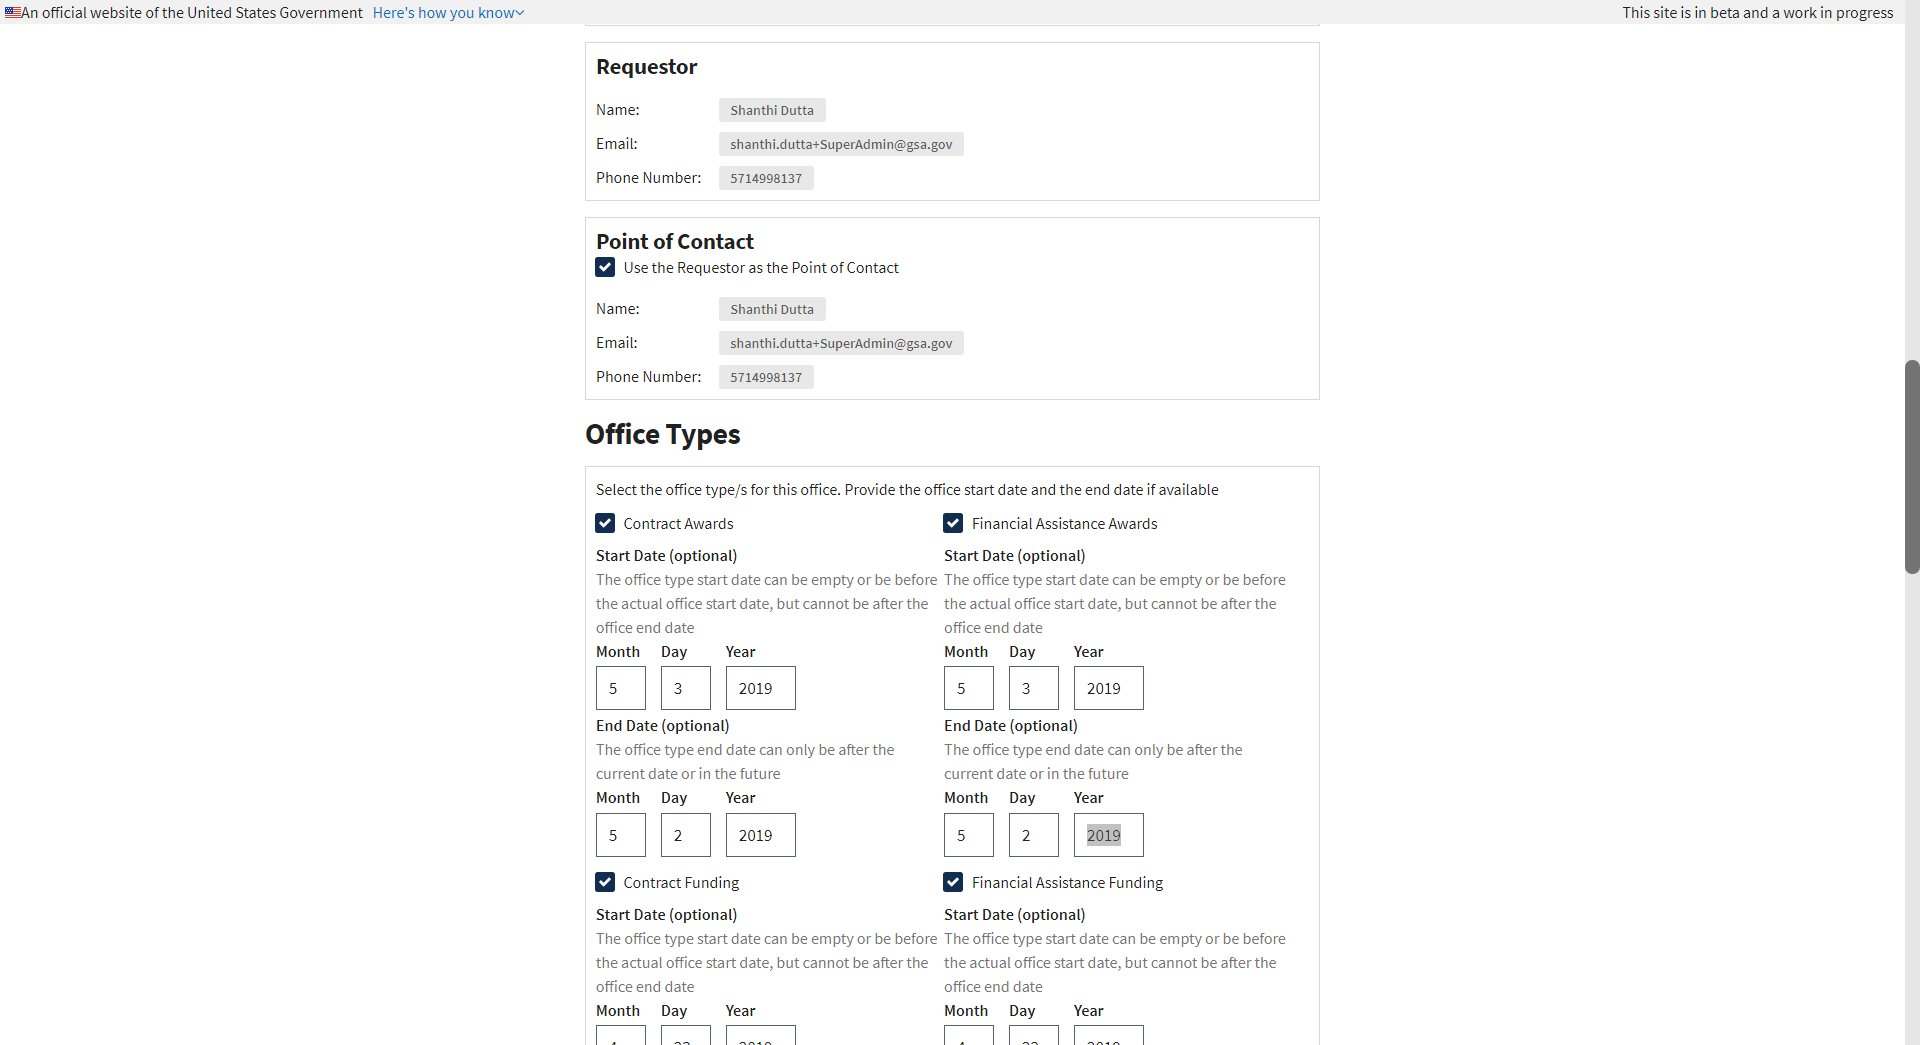 An official website of the United States Government Here's how you know
This site is in beta and a work in progress
Requestor
Name: Shanthi Dutta
Email: shanthi.dutta+SuperAdmin@gsa.gov
Phone Number: 5714998137
Point of Contact
Use the Requestor as the Point of Contact
Name: Shanthi Dutta
Email: shanthi.dutta+SuperAdmin@gsa.gov
Phone Number: 5714998137
Office Types
Select the office type/s for this office. Provide the office start date and the end date if available
Contract Awards
Start Date (optional)
The office type start date can be empty or be before
the actual office start date, but cannot be after the
office end date
Month Day Year
5 3 2019
End Date (optional)
The office type end date can only be after the
current date or in the future
Month Day Year
5 2 2019
Financial Assistance Awards
Start Date (optional)
The office type start date can be empty or be before
the actual office start date, but cannot be after the
office end date
Month Day Year
5 3 2019
End Date (optional)
The office type end date can only be after the
current date or in the future
Month Day Year
5 2 2019
Contract Funding
Start Date (optional)
The office type start date can be empty or be before
the actual office start date, but cannot be after the
office end date
Month Day Year
Financial Assistance Funding
Start Date (optional)
The office type start date can be empty or be before
the actual office start date, but cannot be after the
office end date
Month Day Year